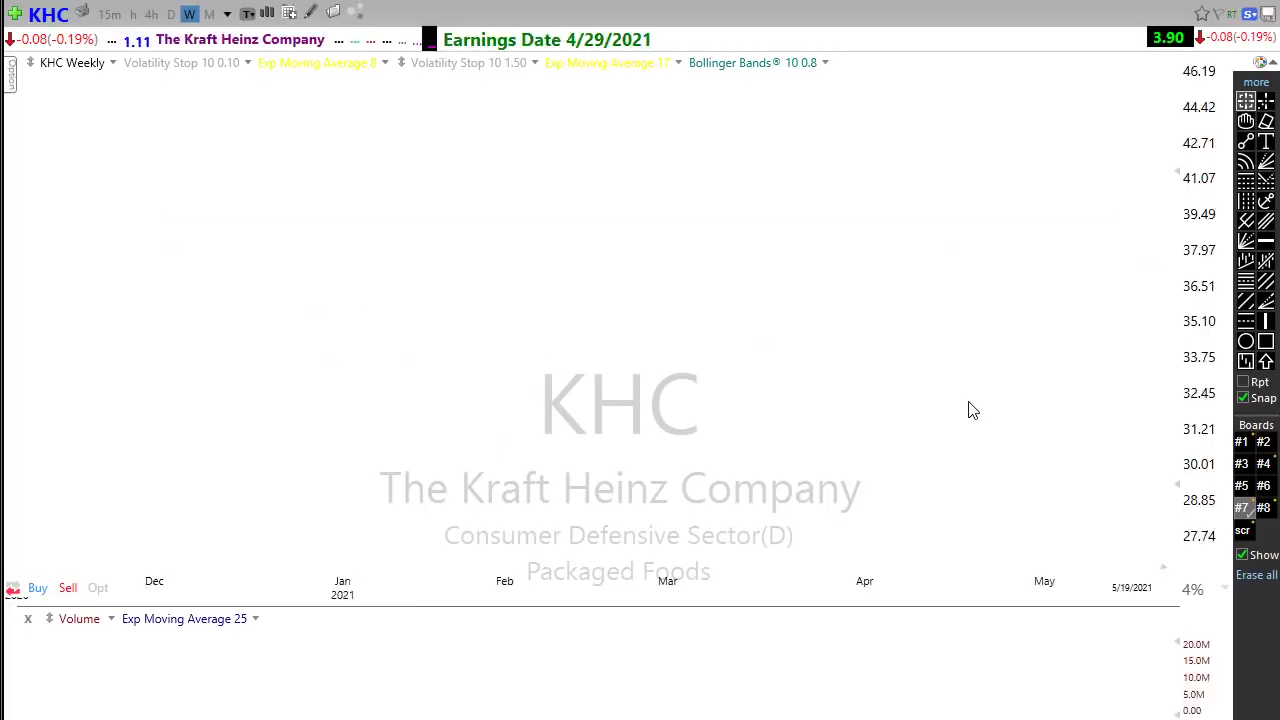 KHC 15m h 4h D W M T RT S
-0.08(-0.19%) ... 1.11 The Kraft Heinz Company ... ... ... ... ... ... Earnings Date 4/29/2021 3.90 -0.08(-0.19%)
KHC Weekly Volatility Stop 10 0.10 Exp Moving Average 8 Volatility Stop 10 1.50 Exp Moving Average 17 Bollinger Bands® 10 0.8
Option
46.19
44.42
42.71
41.07
39.49
37.97
36.51
35.10
33.75
32.45
31.21
30.01
28.85
27.74
KHC
The Kraft Heinz Company
Consumer Defensive Sector(D)
Packaged Foods
Dec Jan Feb Mar Apr May 5/19/2021
2021
Buy Sell Opt
4%
X Volume Exp Moving Average 25
20.0M
15.0M
10.0M
5.0M
0.00
more
T
Rpt
Snap
Boards
#1 #2
#3 #4
#5 #6
#7 #8
scr
Show
Erase all